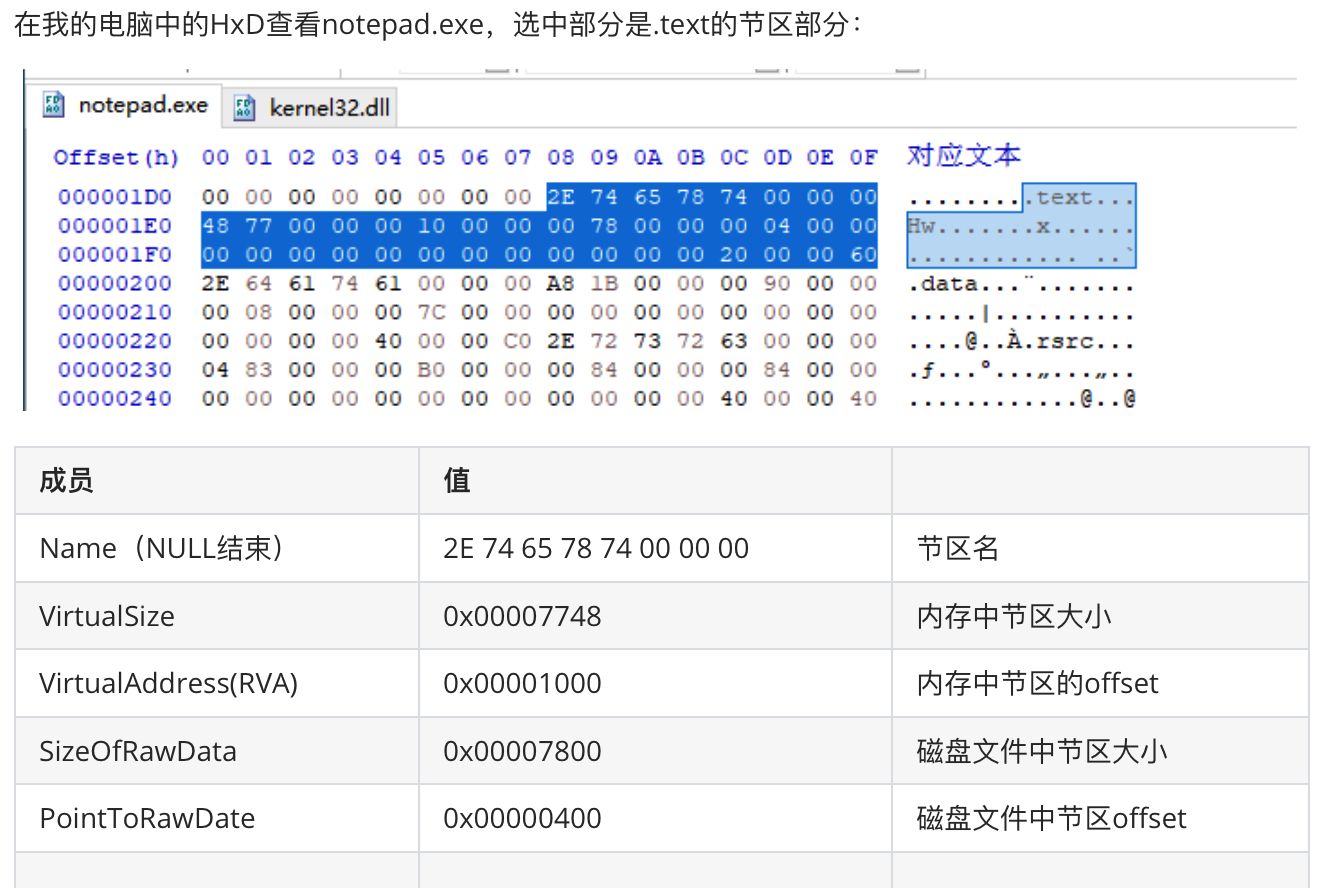 在我的电脑中的HxD查看notepad.exe，选中部分是.text的节区部分：
notepad.exe kernel32.dll
Offset(h) 00 01 02 03 04 05 06 07 08 09 0A 0B 0C 0D 0E 0F 对应文本
000001D0 00 00 00 00 00 00 00 00 2E 74 65 78 74 00 00 00 .........text...
000001E0 48 77 00 00 00 10 00 00 00 78 00 00 00 04 00 00 Hw.......x......
000001F0 00 00 00 00 00 00 00 00 00 00 00 00 20 00 00 60 ............ ..`
00000200 2E 64 61 74 61 00 00 00 A8 1B 00 00 00 90 00 00 .data...¨.......
00000210 00 08 00 00 00 7C 00 00 00 00 00 00 00 00 00 00 .....|..........
00000220 00 00 00 00 40 00 00 C0 2E 72 73 72 63 00 00 00 ....@..À.rsrc...
00000230 04 83 00 00 00 B0 00 00 00 84 00 00 00 84 00 00 .ƒ...°...„...„..
00000240 00 00 00 00 00 00 00 00 00 00 00 00 40 00 00 40 ............@..@
成员 值
Name（NULL结束） 2E 74 65 78 74 00 00 00 节区名
VirtualSize 0x00007748 内存中节区大小
VirtualAddress(RVA) 0x00001000 内存中节区的offset
SizeOfRawData 0x00007800 磁盘文件中节区大小
PointToRawDate 0x00000400 磁盘文件中节区offset